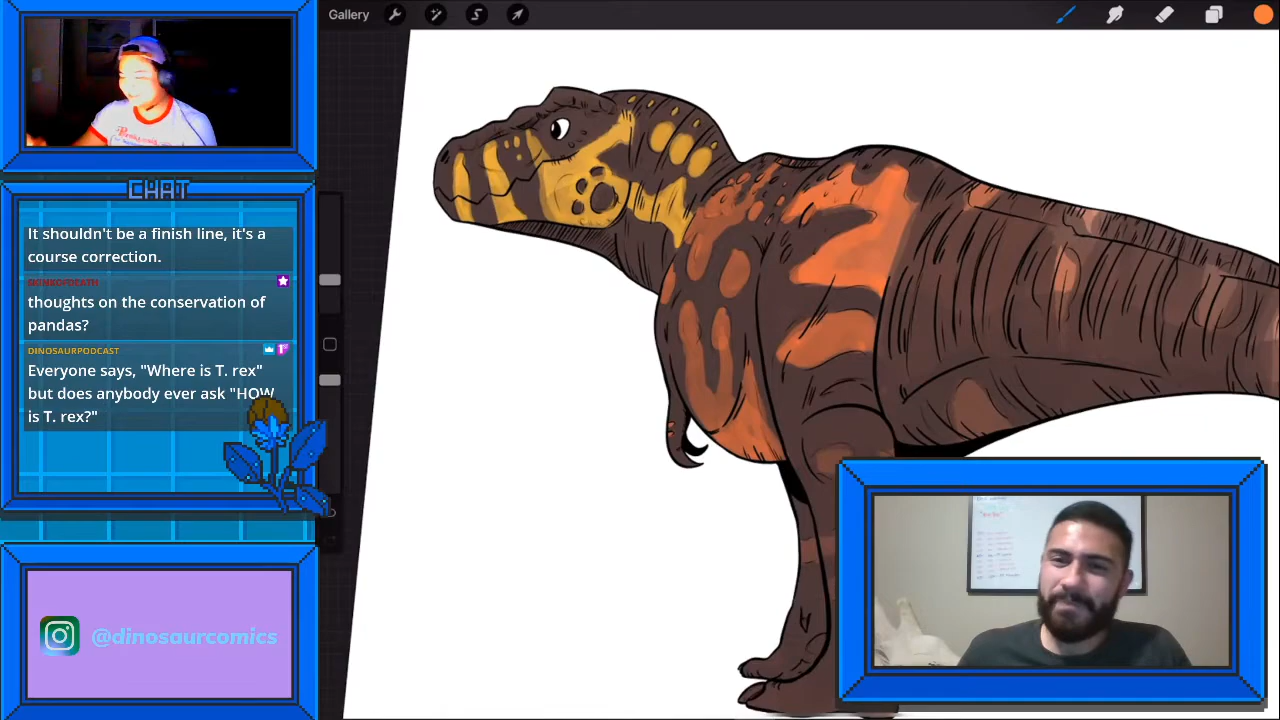 Gallery
CHAT
It shouldn't be a finish line, it's a
course correction.
thoughts on the conservation of
pandas?
DINOSAURPODCAST
Everyone says, "Where is T. rex"
but does anybody ever ask "HOW
is T. rex?"
@dinosaurcomics